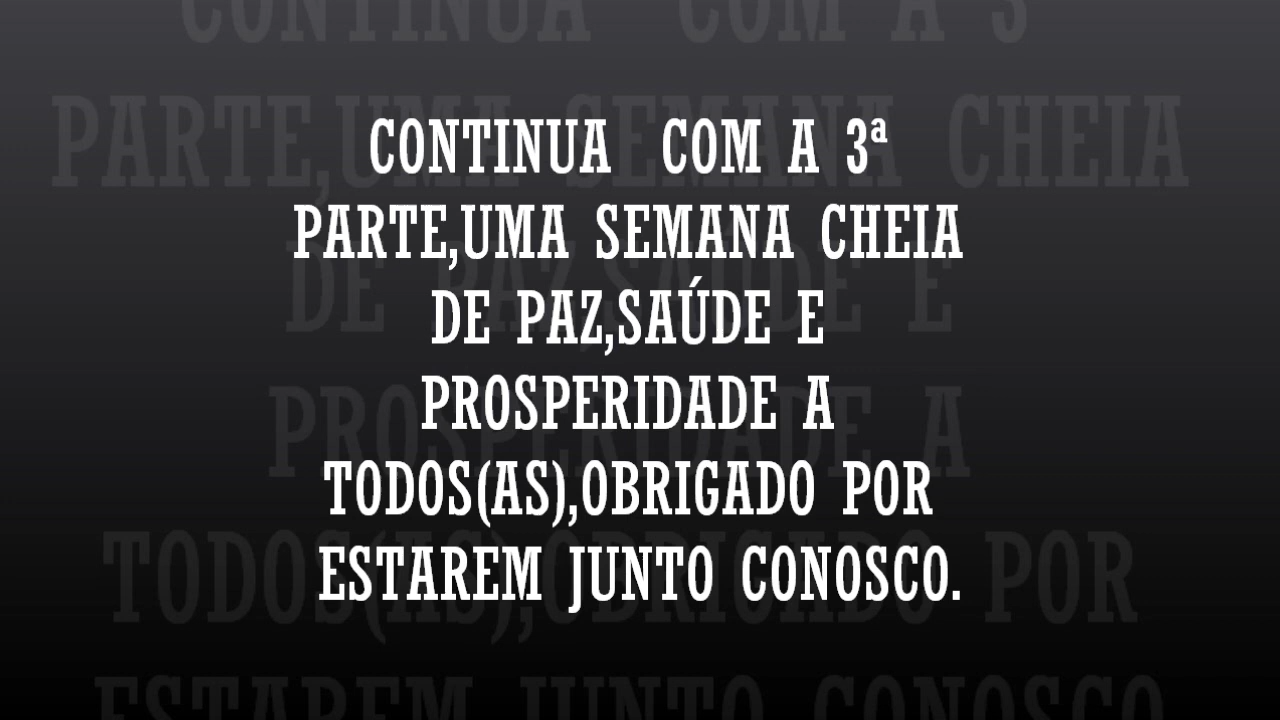 CONTINUA  COM A 3ª
PARTE,UMA SEMANA CHEIA
DE PAZ,SAÚDE E
PROSPERIDADE A
TODOS(AS),OBRIGADO POR
ESTAREM JUNTO CONOSCO.